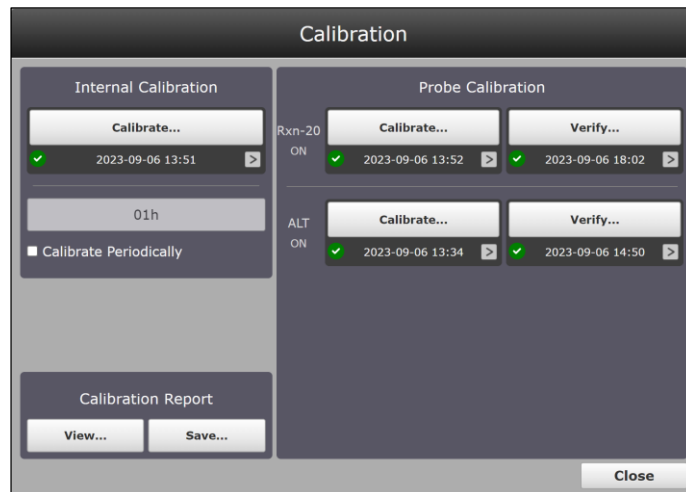 Calibration
Internal Calibration
Calibrate...
2023-09-06 13:51
01h
Calibrate Periodically
Calibration Report
View...
Save...
Probe Calibration
Rxn-20
ON
Calibrate...
2023-09-06 13:52
Verify...
2023-09-06 18:02
ALT
ON
Calibrate...
2023-09-06 13:34
Verify...
2023-09-06 14:50
Close